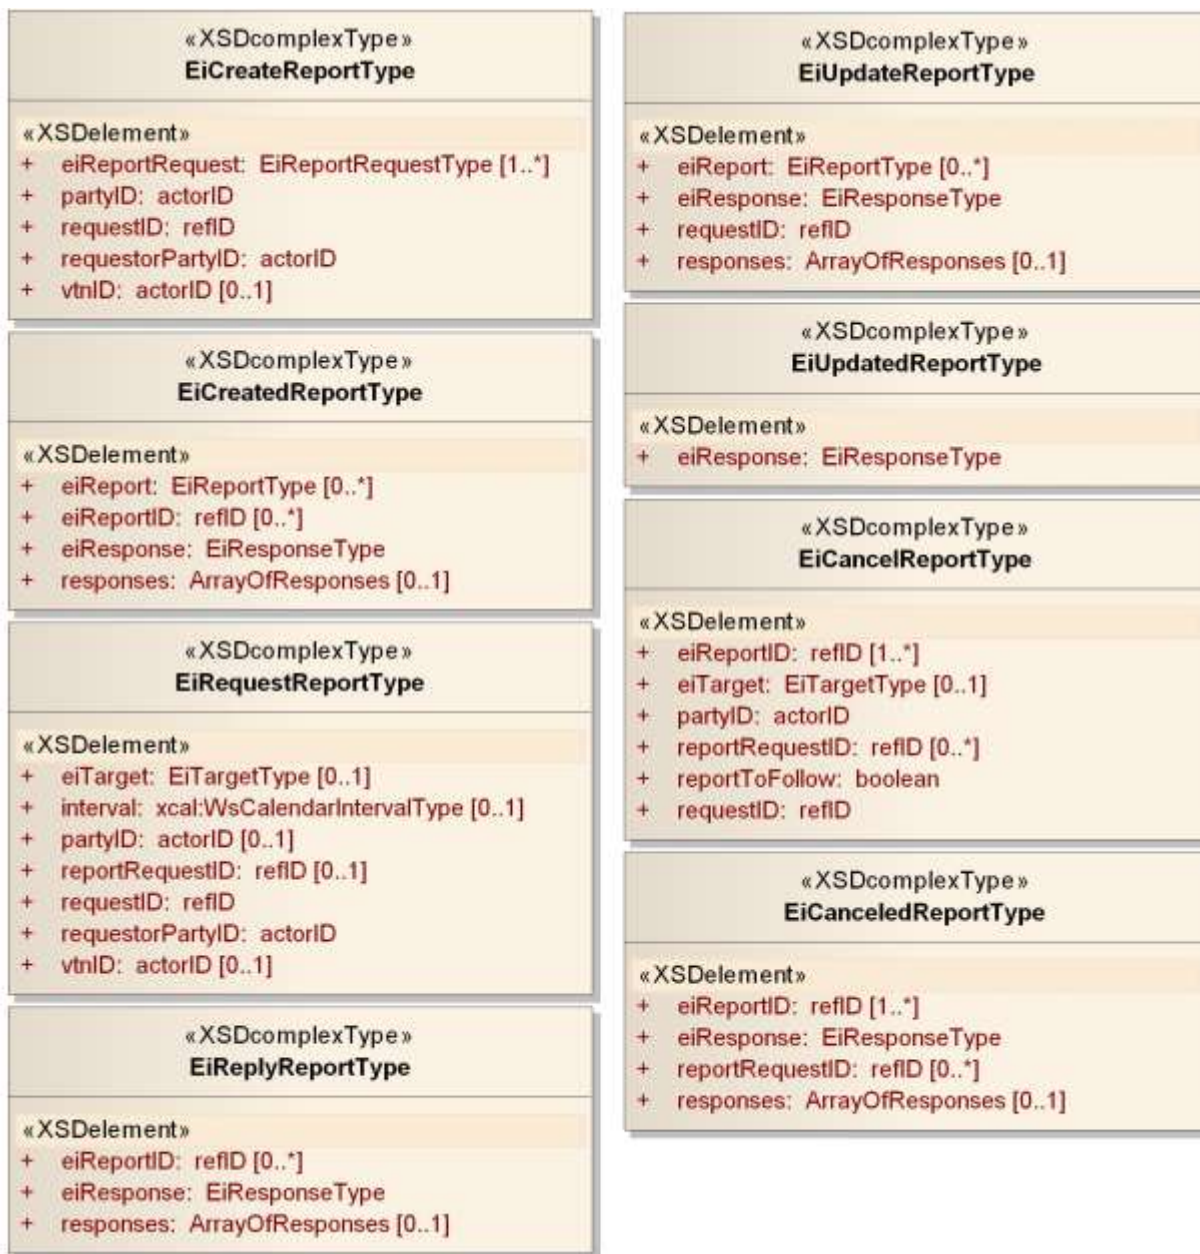 «XSDcomplexType»
EiCreateReportType
«XSDelement»
+ eiReportRequest: EiReportRequestType [1..*]
+ partyID: actorID
+ requestID: refID
+ requestorPartyID: actorID
+ vtnID: actorID [0..1]
«XSDcomplexType»
EiCreatedReportType
«XSDelement»
+ eiReport: EiReportType [0..*]
+ eiReportID: refID [0..*]
+ eiResponse: EiResponseType
+ responses: ArrayOfResponses [0..1]
«XSDcomplexType»
EiRequestReportType
«XSDelement»
+ eiTarget: EiTargetType [0..1]
+ interval: xcal:WsCalendarIntervalType [0..1]
+ partyID: actorID [0..1]
+ reportRequestID: refID [0..1]
+ requestID: refID
+ requestorPartyID: actorID
+ vtnID: actorID [0..1]
«XSDcomplexType»
EiReplyReportType
«XSDelement»
+ eiReportID: refID [0..*]
+ eiResponse: EiResponseType
+ responses: ArrayOfResponses [0..1]
«XSDcomplexType»
EiUpdateReportType
«XSDelement»
+ eiReport: EiReportType [0..*]
+ eiResponse: EiResponseType
+ requestID: refID
+ responses: ArrayOfResponses [0..1]
«XSDcomplexType»
EiUpdatedReportType
«XSDelement»
+ eiResponse: EiResponseType
«XSDcomplexType»
EiCancelReportType
«XSDelement»
+ eiReportID: refID [1..*]
+ eiTarget: EiTargetType [0..1]
+ partyID: actorID
+ reportRequestID: refID [0..*]
+ reportToFollow: boolean
+ requestID: refID
«XSDcomplexType»
EiCanceledReportType
«XSDelement»
+ eiReportID: refID [1..*]
+ eiResponse: EiResponseType
+ reportRequestID: refID [0..*]
+ responses: ArrayOfResponses [0..1]